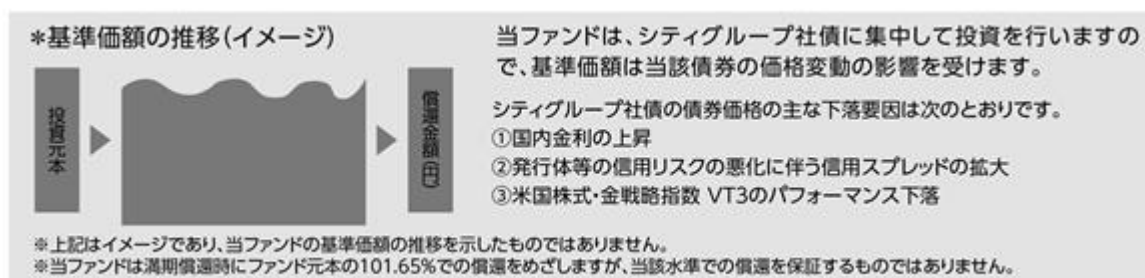 *基準価額の推移(イメージ)
投資元本
償還金額(円)
当ファンドは、シティグループ社債に集中して投資を行いますの
で、基準価額は当該債券の価格変動の影響を受けます。
シティグループ社債の債券価格の主な下落要因は次のとおりです。
①国内金利の上昇
②発行体等の信用リスクの悪化に伴う信用スプレッドの拡大
③米国株式・金戦略指数 VT3のパフォーマンス下落
※上記はイメージであり、当ファンドの基準価額の推移を示したものではありません。
※当ファンドは満期償還時にファンド元本の101.65%での償還をめざしますが、当該水準での償還を保証するものではありません。